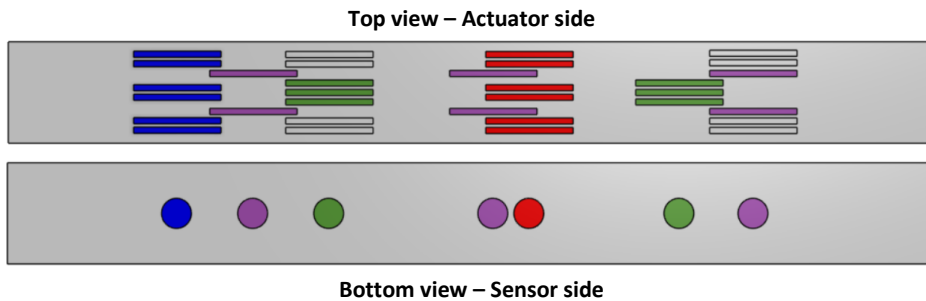 Top view – Actuator side
Bottom view – Sensor side